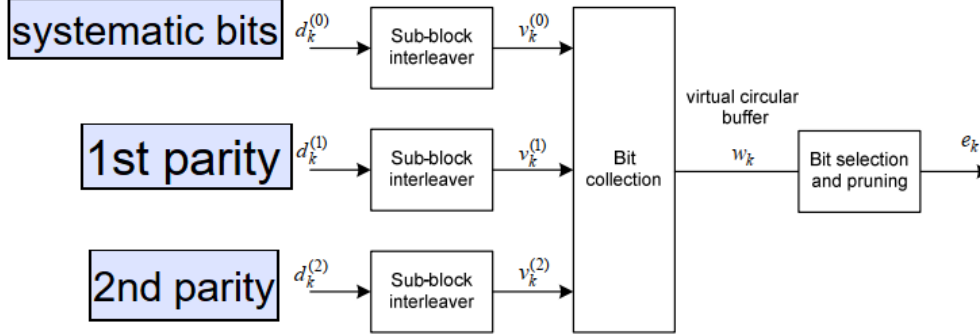 systematic bits
d_k^{(0)}
Sub-block
interleaver
v_k^{(0)}
1st parity
d_k^{(1)}
Sub-block
interleaver
v_k^{(1)}
Bit
collection
virtual circular
buffer
w_k
Bit selection
and pruning
e_k
2nd parity
d_k^{(2)}
Sub-block
interleaver
v_k^{(2)}